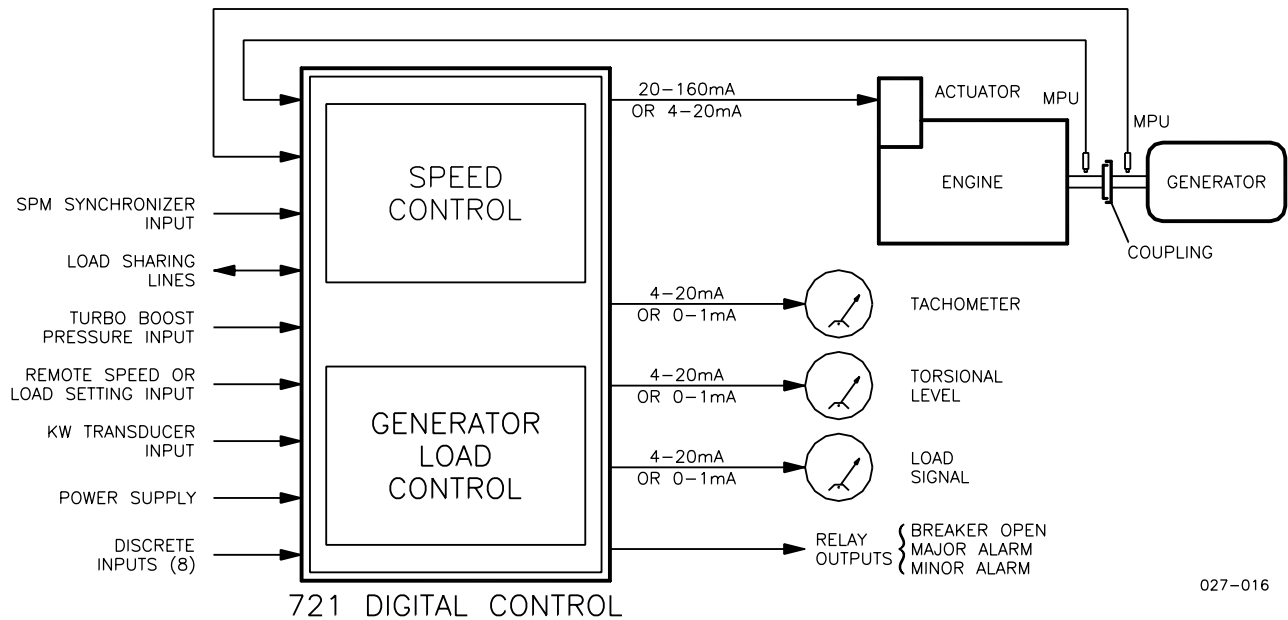 20-160mA
OR 4-20mA
ACTUATOR
MPU
MPU
ENGINE
GENERATOR
COUPLING
SPEED
CONTROL
SPM SYNCHRONIZER
INPUT
LOAD SHARING
LINES
TURBO BOOST
PRESSURE INPUT
REMOTE SPEED OR
LOAD SETTING INPUT
KW TRANSDUCER
INPUT
POWER SUPPLY
DISCRETE
INPUTS (8)
GENERATOR
LOAD
CONTROL
4-20mA
OR 0-1mA
TACHOMETER
4-20mA
OR 0-1mA
TORSIONAL
LEVEL
4-20mA
OR 0-1mA
LOAD
SIGNAL
RELAY
OUTPUTS
BREAKER OPEN
MAJOR ALARM
MINOR ALARM
721 DIGITAL CONTROL
027-016